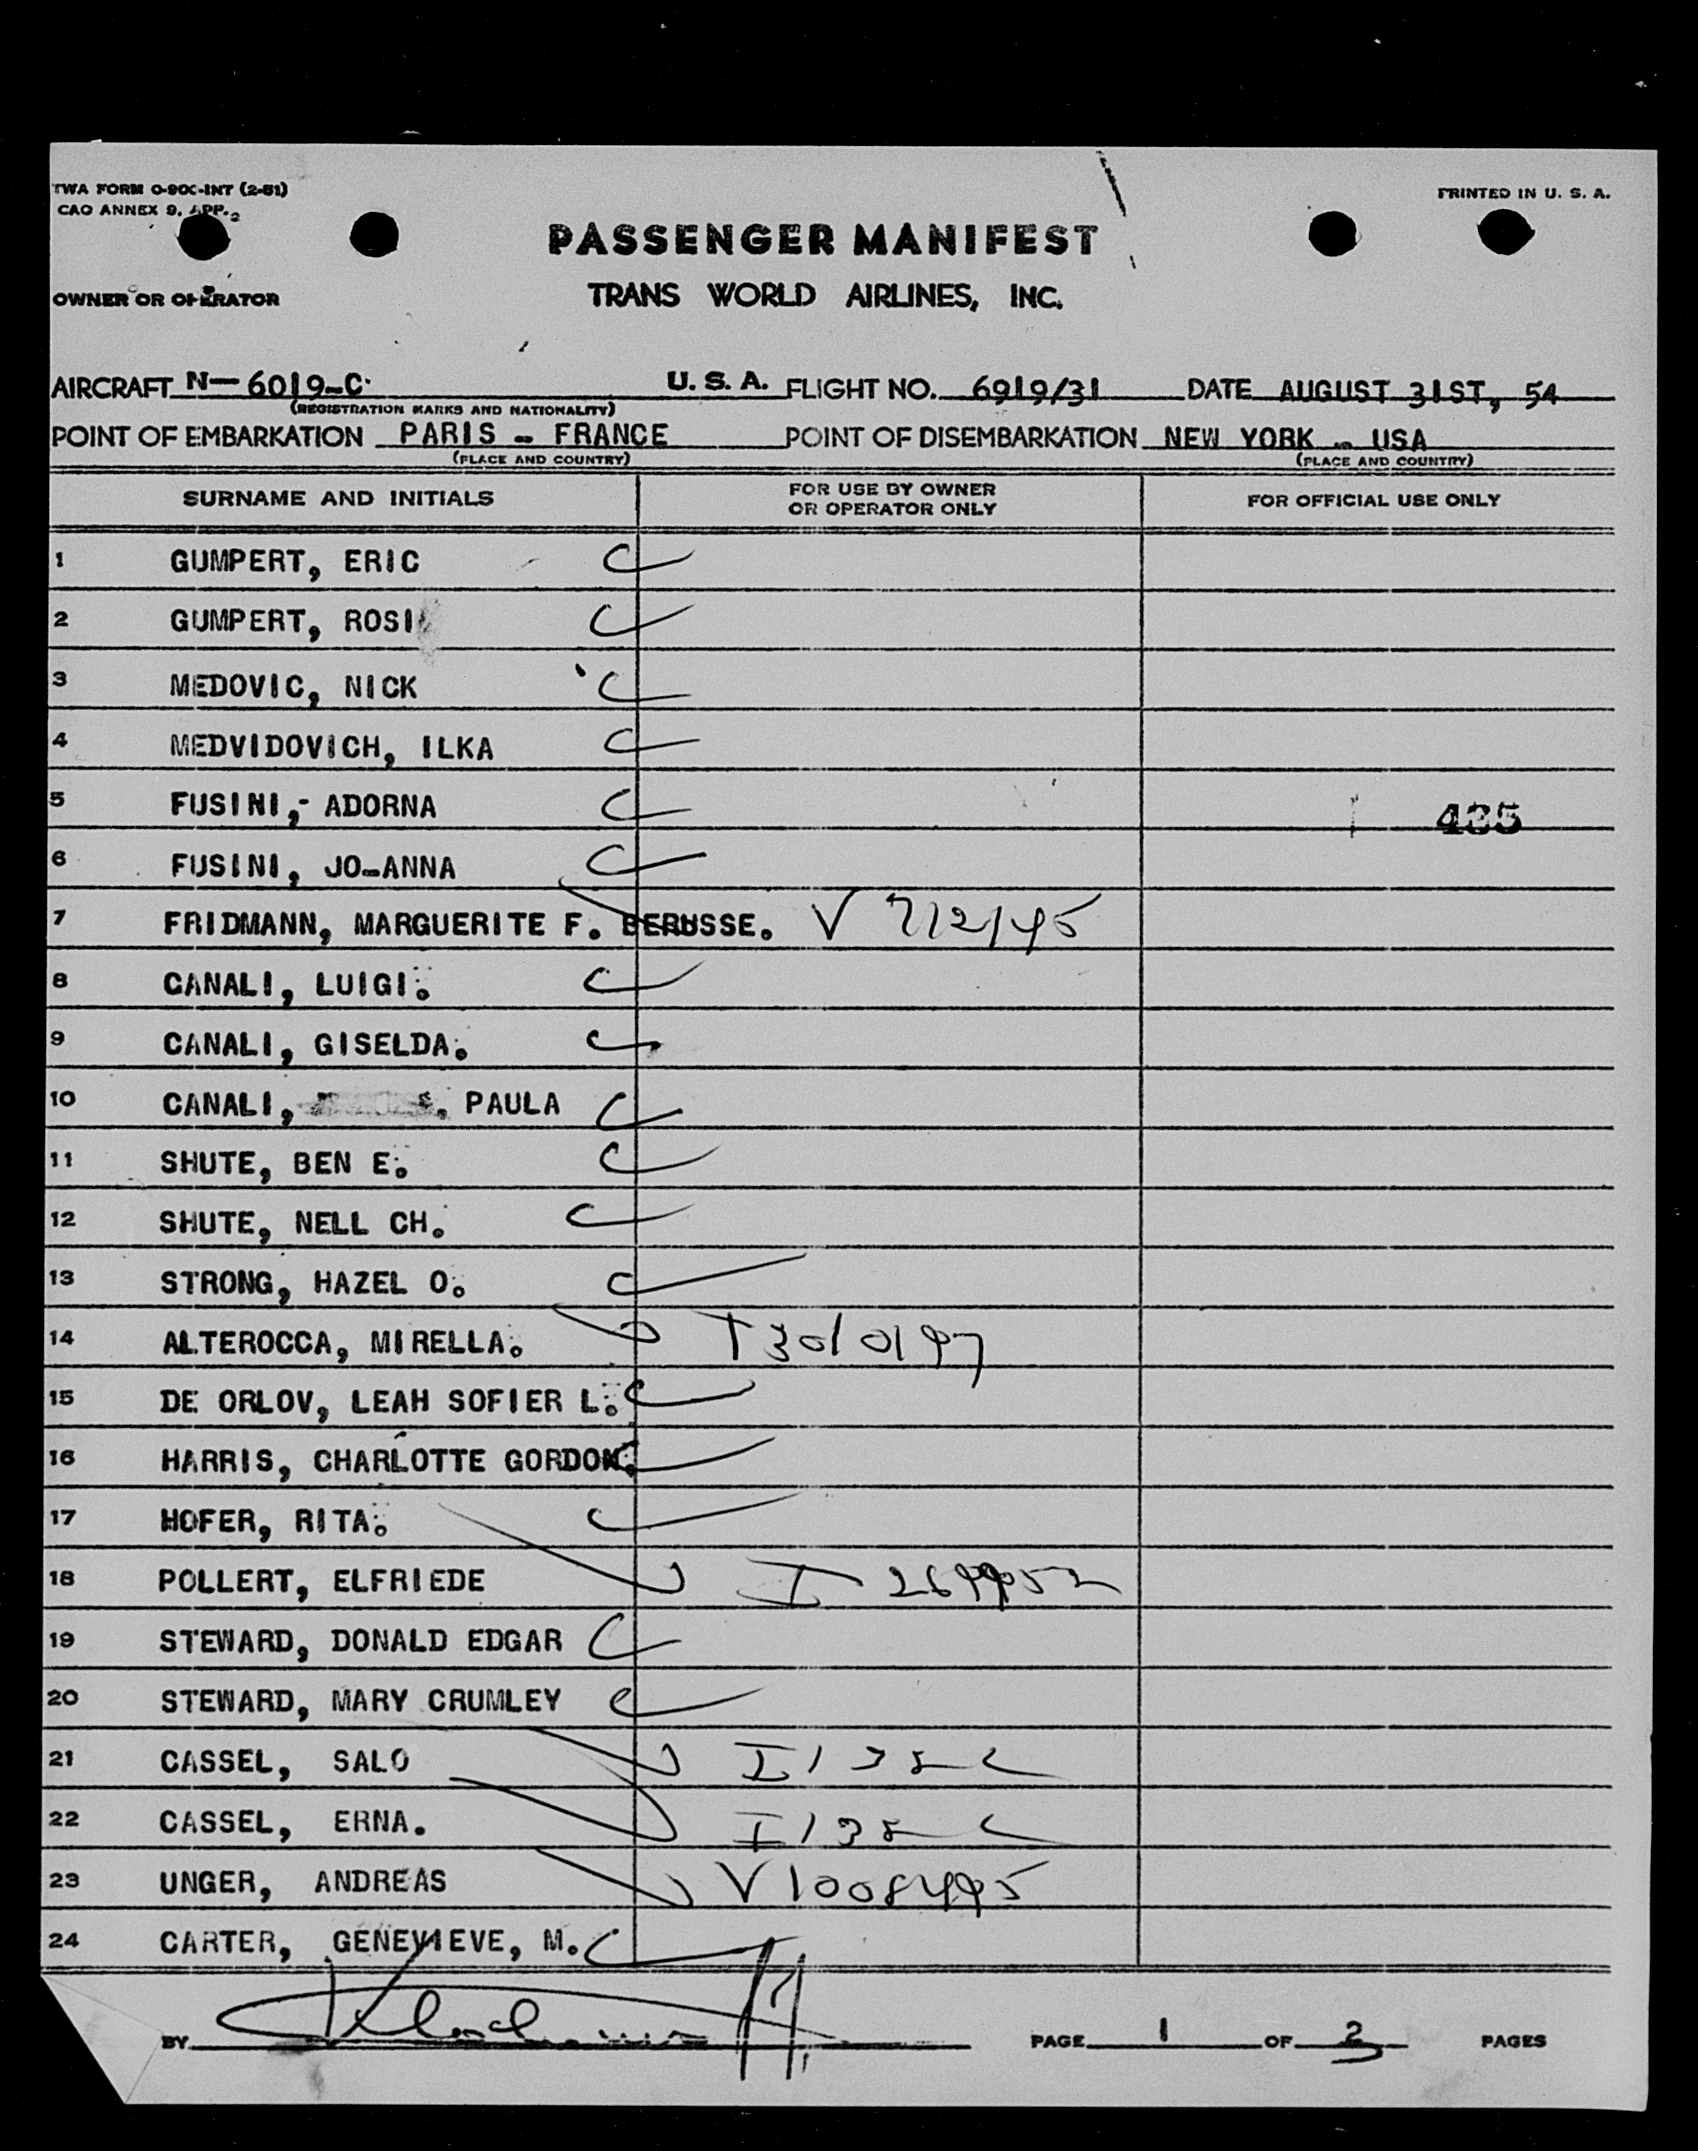 TWA FORM O-90C-INT (2-51)
CAO ANNEX 9. APP. 2
PRINTED IN U. S. A.
PASSENGER MANIFEST
OWNER OR OPERATOR
TRANS WORLD AIRLINES, INC.
AIRCRAFT N-6019-C U. S. A. FLIGHT NO. 6919/31 DATE AUGUST 31ST, 54
(REGISTRATION MARKS AND NATIONALITY)
POINT OF EMBARKATION PARIS - FRANCE POINT OF DISEMBARKATION NEW YORK - USA
(PLACE AND COUNTRY) (PLACE AND COUNTRY)
SURNAME AND INITIALS FOR USE BY OWNER OR OPERATOR ONLY FOR OFFICIAL USE ONLY
1 GUMPERT, ERIC C
2 GUMPERT, ROSI C
3 MEDOVIC, NICK C
4 MEDVIDOVICH, ILKA C
5 FUSINI,- ADORNA C 435
6 FUSINI, JO-ANNA C
7 FRIDMANN, MARGUERITE F. BERUSSE. V 712/45
8 CANALI, LUIGI. C
9 CANALI, GISELDA. C
10 CANALI, PAULA C
11 SHUTE, BEN E. C
12 SHUTE, NELL CH. C
13 STRONG, HAZEL O. C
14 ALTEROCCA, MIRELLA.
15 DE ORLOV, LEAH SOFIER L. C
16 HARRIS, CHARLOTTE GORDON. C
17 HOFER, RITA. C
18 POLLERT, ELFRIEDE I
19 STEWARD, DONALD EDGAR C
20 STEWARD, MARY CRUMLEY C
21 CASSEL, SALO
22 CASSEL, ERNA.
23 UNGER, ANDREAS
24 CARTER, GENEVIEVE, M. C
BY PAGE 1 OF PAGES